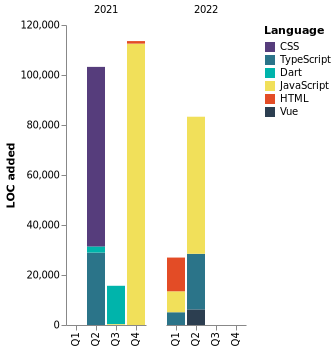 2021 2022
Language
CSS
TypeScript
Dart
JavaScript
HTML
Vue
LOC added
120,000
100,000
80,000
60,000
40,000
20,000
0
Q1 Q2 Q3 Q4 Q1 Q2 Q3 Q4